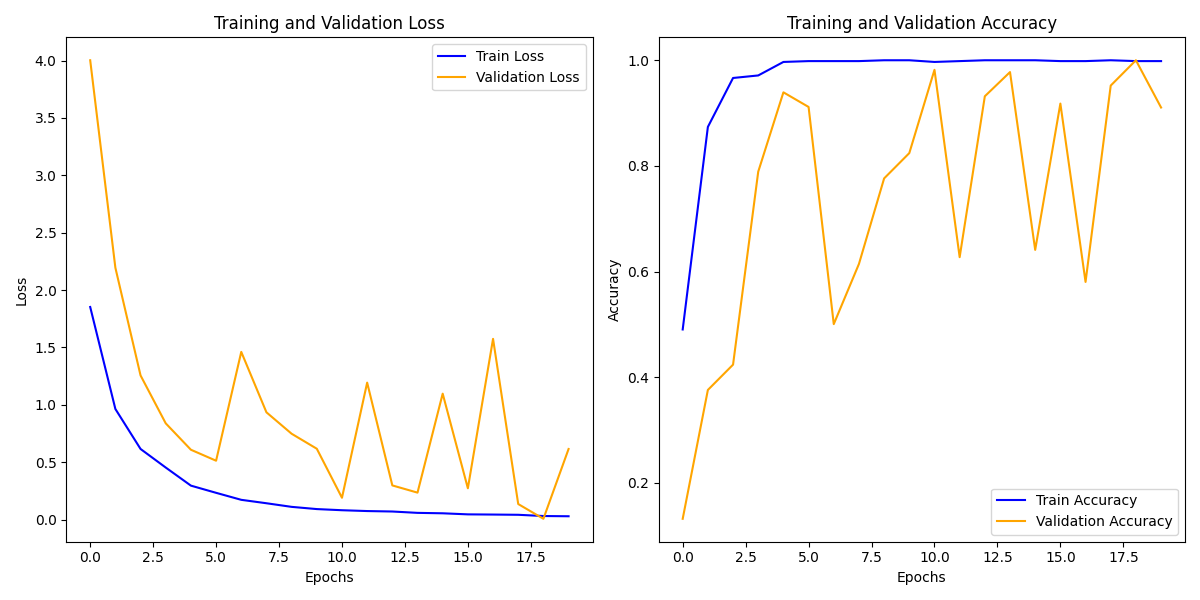 Training and Validation Loss
Train Loss
Validation Loss
4.0
3.5
3.0
2.5
2.0
1.5
1.0
0.5
0.0
Loss
0.0 2.5 5.0 7.5 10.0 12.5 15.0 17.5
Epochs
Training and Validation Accuracy
1.0
0.8
0.6
0.4
0.2
Accuracy
Train Accuracy
Validation Accuracy
0.0 2.5 5.0 7.5 10.0 12.5 15.0 17.5
Epochs